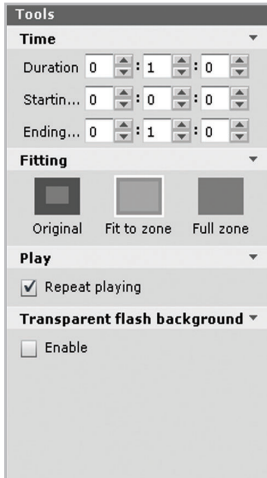 Tools
Time
Duration 0 : 1 : 0
Startin... 0 : 0 : 0
Ending... 0 : 1 : 0
Fitting
Original Fit to zone Full zone
Play
Repeat playing
Transparent flash background
Enable